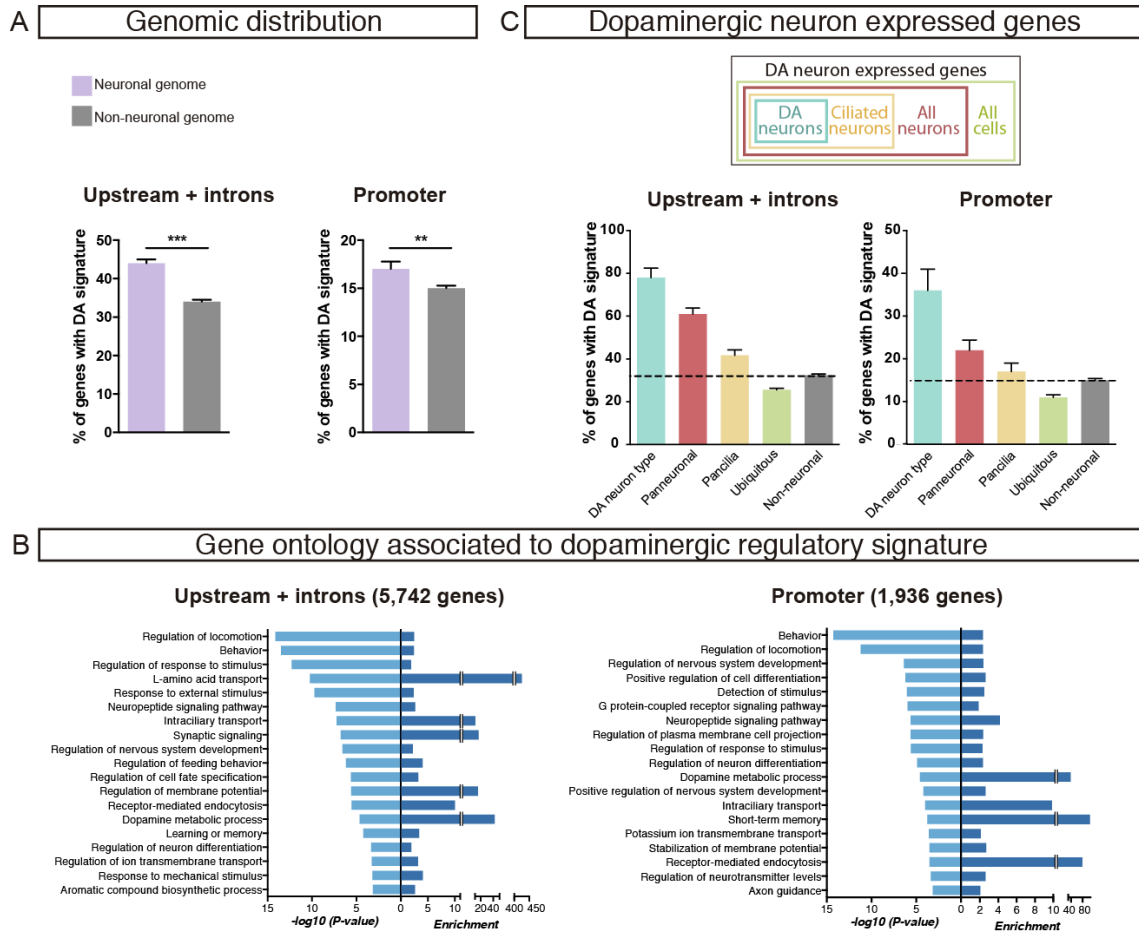 A
Genomic distribution
Neuronal genome
Non-neuronal genome
Upstream + introns
% of genes with DA signature
50
40
30
20
10
0
***
Promoter
% of genes with DA signature
20
15
10
5
0
**
C
Dopaminergic neuron expressed genes
DA neuron expressed genes
DA neurons
Ciliated neurons
All neurons
All cells
Upstream + introns
% of genes with DA signature
100
80
60
40
20
0
DA neuron type
Panneuronal
Pancilia
Ubiquitous
Non-neuronal
Promoter
% of genes with DA signature
50
40
30
20
10
0
DA neuron type
Panneuronal
Pancilia
Ubiquitous
Non-neuronal
B
Gene ontology associated to dopaminergic regulatory signature
Upstream + introns (5,742 genes)
Regulation of locomotion
Behavior
Regulation of response to stimulus
L-amino acid transport
Response to external stimulus
Neuropeptide signaling pathway
Intraciliary transport
Synaptic signaling
Regulation of nervous system development
Regulation of feeding behavior
Regulation of cell fate specification
Regulation of membrane potential
Receptor-mediated endocytosis
Dopamine metabolic process
Learning or memory
Regulation of neuron differentiation
Regulation of ion transmembrane transport
Response to mechanical stimulus
Aromatic compound biosynthetic process
15 10 5 0 5 10 20 40 400 450
-log10 (P-value) Enrichment
Promoter (1,936 genes)
Behavior
Regulation of locomotion
Regulation of nervous system development
Positive regulation of cell differentiation
Detection of stimulus
G protein-coupled receptor signaling pathway
Neuropeptide signaling pathway
Regulation of plasma membrane cell projection
Regulation of response to stimulus
Regulation of neuron differentiation
Dopamine metabolic process
Positive regulation of nervous system development
Intraciliary transport
Short-term memory
Potassium ion transmembrane transport
Stabilization of membrane potential
Receptor-mediated endocytosis
Regulation of neurotransmitter levels
Axon guidance
15 10 5 0 2 4 6 8 10 40 80
-log10 (P-value) Enrichment